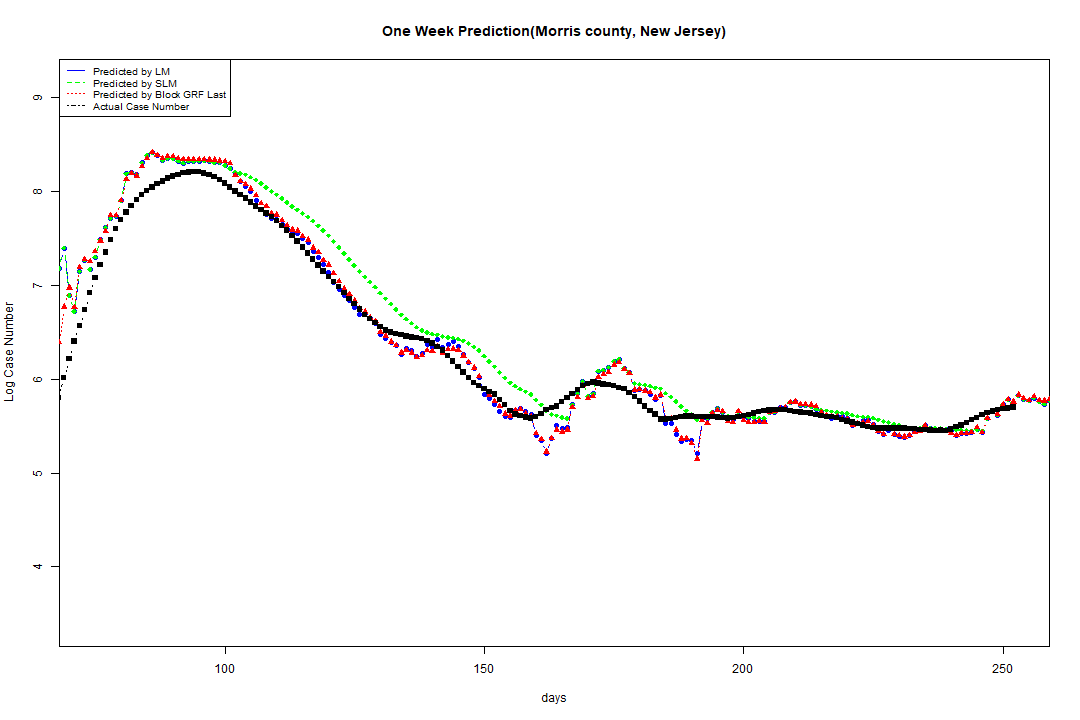 One Week Prediction(Morris county, New Jersey)
Predicted by LM
Predicted by SLM
Predicted by Block GRF Last
Actual Case Number
9
8
7
6
5
4
Log Case Number
100 150 200 250
days